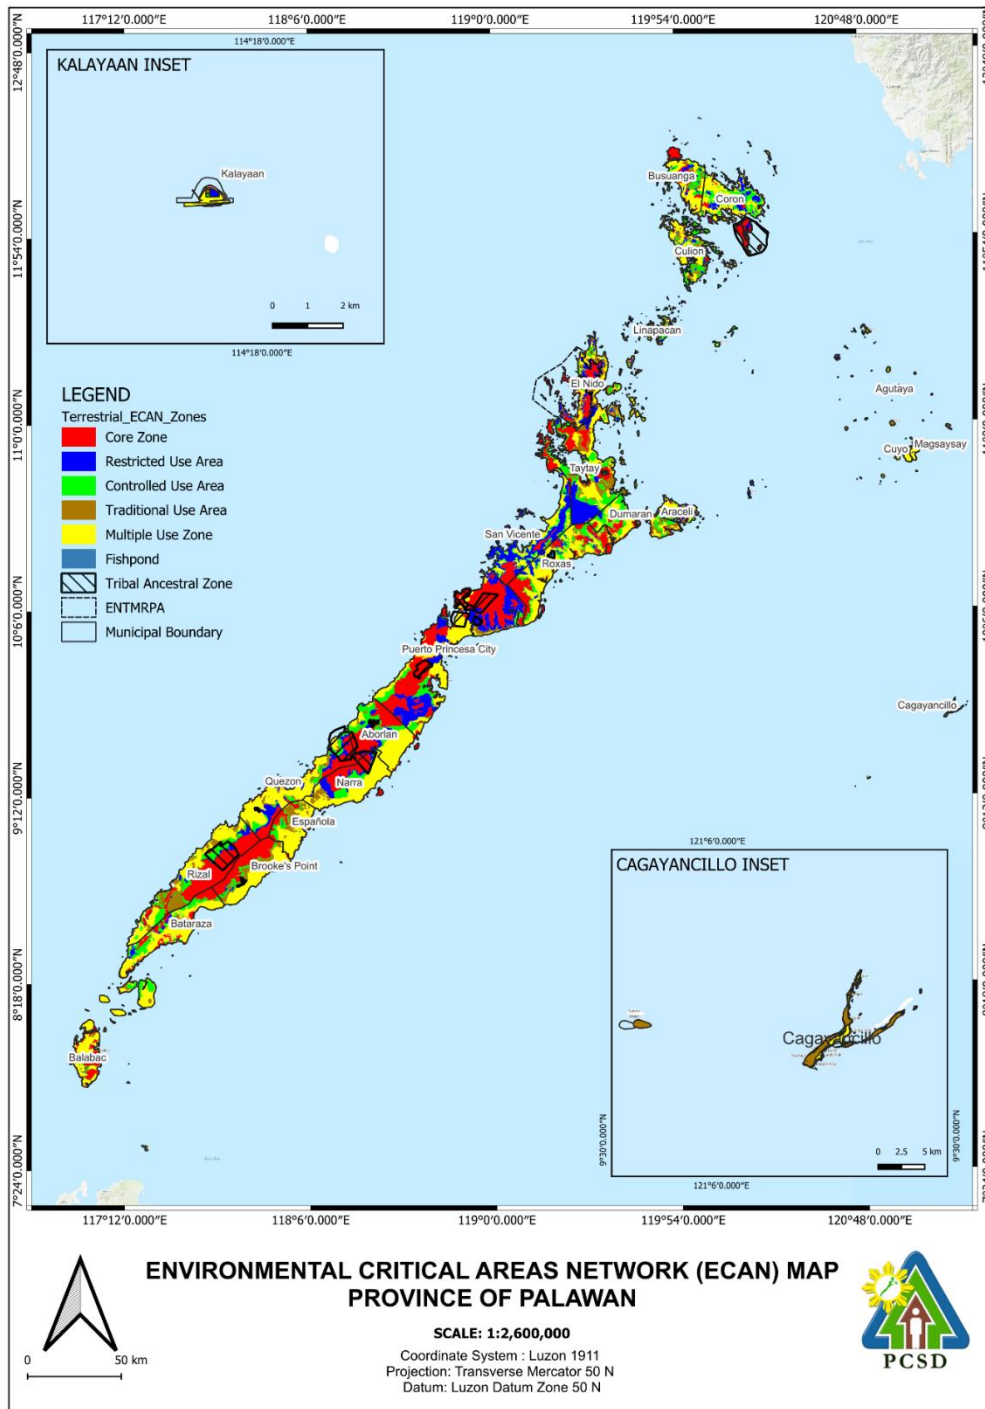 117°12'0.000"E 118°6'0.000"E 119°0'0.000"E 119°54'0.000"E 120°48'0.000"E
12°48'0.000"N
11°54'0.000"N
11°0'0.000"N
10°6'0.000"N
9°12'0.000"N
8°18'0.000"N
7°24'0.000"N
114°18'0.000"E
KALAYAAN INSET
Kalayaan
0 1 2 km
114°18'0.000"E
LEGEND
Terrestrial_ECAN_Zones
Core Zone
Restricted Use Area
Controlled Use Area
Traditional Use Area
Multiple Use Zone
Fishpond
Tribal Ancestral Zone
ENTMRPA
Municipal Boundary
Busuanga
Coron
Culion
Linapacan
El Nido
Agutaya
Magsaysay
Cuyo
Taytay
Araceli
Dumaran
San Vicente
Roxas
Puerto Princesa City
Cagayancillo
Aborlan
Quezon
Narra
Española
Brooke's Point
Rizal
Bataraza
Balabac
121°6'0.000"E
CAGAYANCILLO INSET
Cagayancillo
9°30'0.000"N
9°30'0.000"N
0 2.5 5 km
121°6'0.000"E
117°12'0.000"E 118°6'0.000"E 119°0'0.000"E 119°54'0.000"E 120°48'0.000"E
ENVIRONMENTAL CRITICAL AREAS NETWORK (ECAN) MAP
PROVINCE OF PALAWAN
SCALE: 1:2,600,000
Coordinate System : Luzon 1911
Projection: Transverse Mercator 50 N
Datum: Luzon Datum Zone 50 N
0 50 km
PCSD